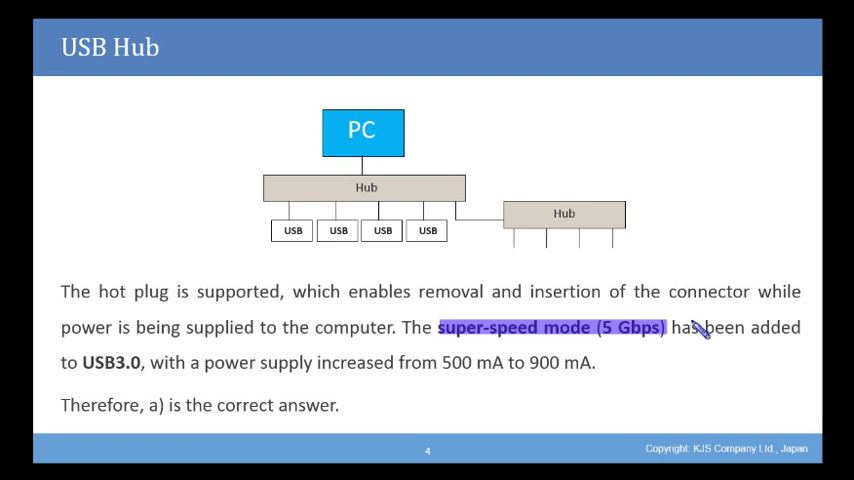 USB Hub
PC
Hub
Hub
USB USB USB USB
The hot plug is supported, which enables removal and insertion of the connector while
power is being supplied to the computer. The super-speed mode (5 Gbps) has been added
to USB3.0, with a power supply increased from 500 mA to 900 mA.
Therefore, a) is the correct answer.
4
Copyright: KJS Company Ltd., Japan